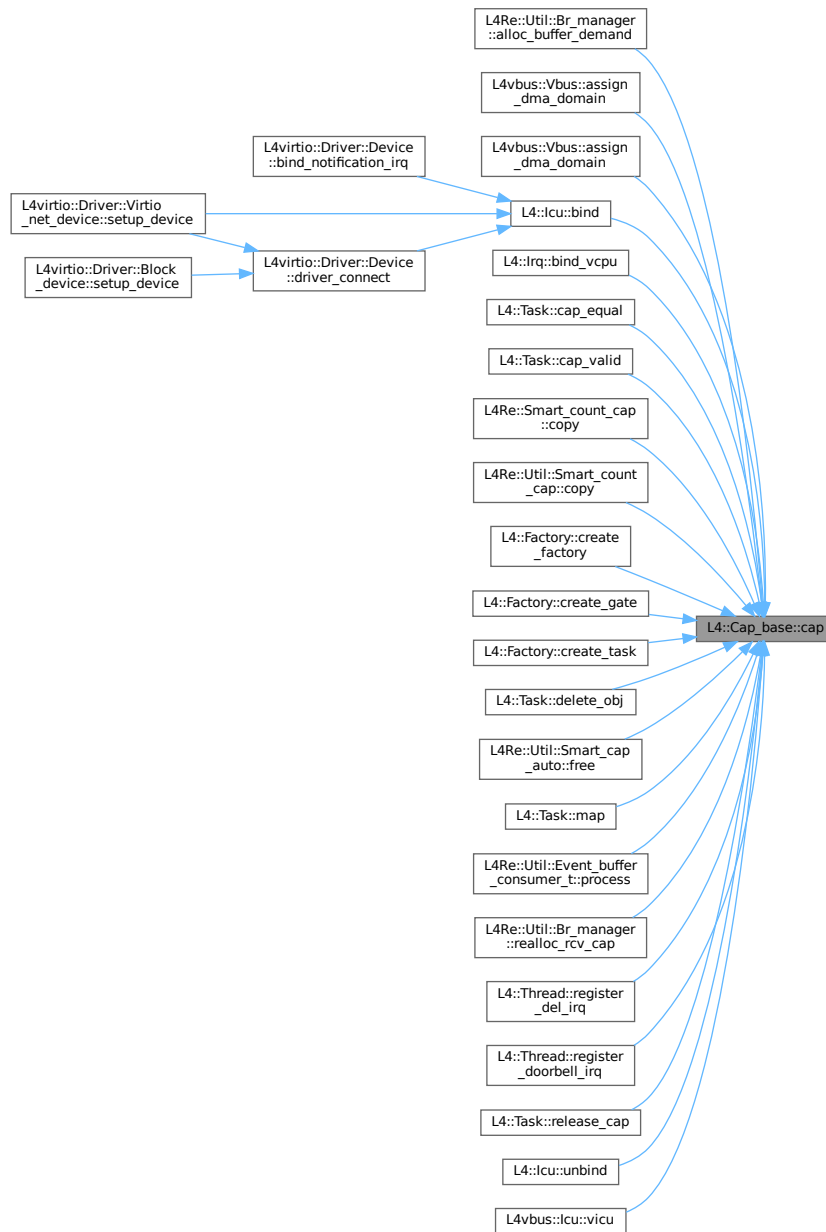 L4Re::Util::Br_manager
::alloc_buffer_demand
L4vbus::Vbus::assign
_dma_domain
L4vbus::Vbus::assign
_dma_domain
L4virtio::Driver::Device
::bind_notification_irq
L4virtio::Driver::Virtio
_net_device::setup_device
L4::Icu::bind
L4virtio::Driver::Block
_device::setup_device
L4virtio::Driver::Device
::driver_connect
L4::Irq::bind_vcpu
L4::Task::cap_equal
L4::Task::cap_valid
L4Re::Smart_count_cap
::copy
L4Re::Util::Smart_count
_cap::copy
L4::Factory::create
_factory
L4::Factory::create_gate
L4::Cap_base::cap
L4::Factory::create_task
L4::Task::delete_obj
L4Re::Util::Smart_cap
_auto::free
L4::Task::map
L4Re::Util::Event_buffer
_consumer_t::process
L4Re::Util::Br_manager
::realloc_rcv_cap
L4::Thread::register
_del_irq
L4::Thread::register
_doorbell_irq
L4::Task::release_cap
L4::Icu::unbind
L4vbus::Icu::vicu